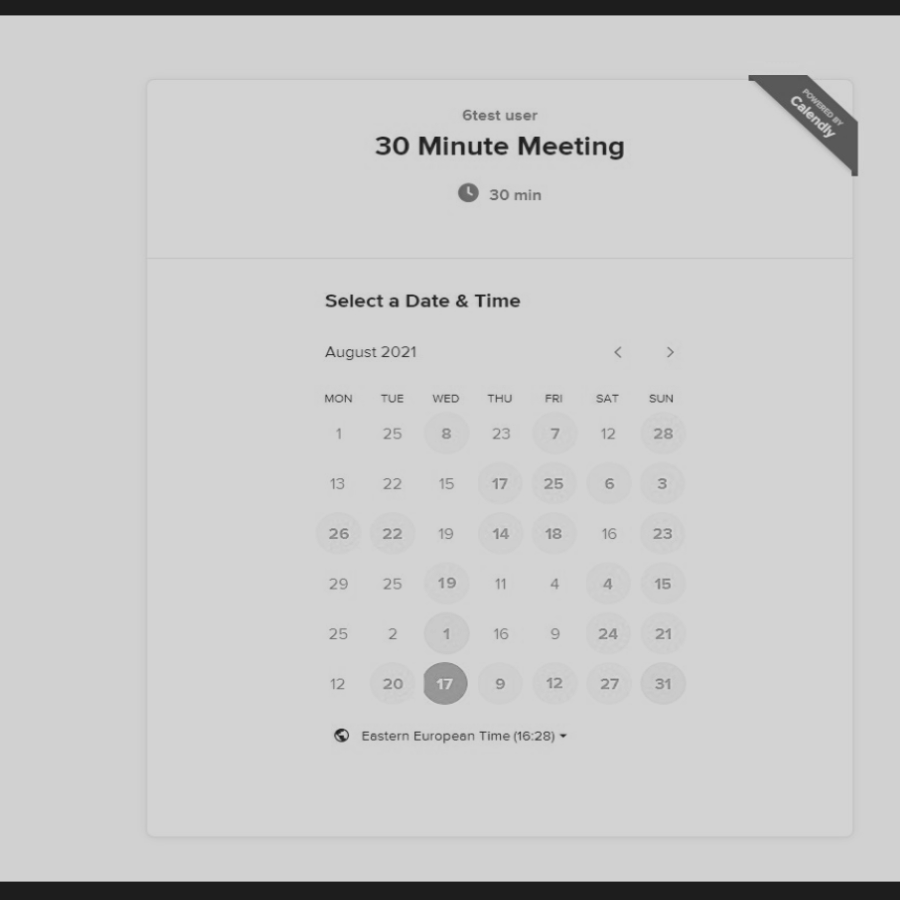 POWERED BY
Calendly
6test user
30 Minute Meeting
30 min
Select a Date & Time
August 2021
MON TUE WED THU FRI SAT SUN
1 25 8 23 7 12 28
13 22 15 17 25 6 3
26 22 19 14 18 16 23
29 25 19 11 4 4 15
25 2 1 16 9 24 21
12 20 17 9 12 27 31
Eastern European Time (16:28)